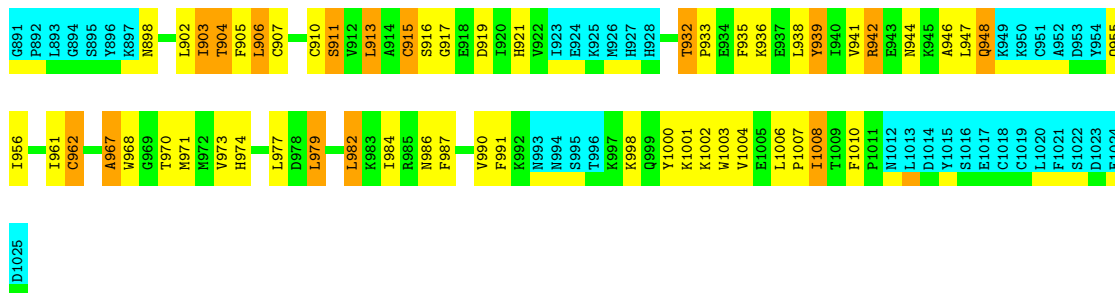 G891 P892 L893 G894 S895 Y896 K897 N898 L902 I903 T904 F905 L906 C907 C910 S911 V912 L913 A914 C915 S916 G917 E918 D919 I920 H921 V922 I923 E924 K925 M926 H927 H928 T932 P933 E934 F935 K936 E937 L938 Y939 I940 V941 R942 E943 N944 K945 A946 L947 Q948 K949 K950 C951 A952 D953 Y954
I956 I961 C962 A967 W968 G969 T970 M971 M972 V973 H974 L977 D978 L979 L982 K983 I984 R985 N986 F987 V990 F991 K992 N993 N994 S995 T996 K997 K998 Q999 Y1000 K1001 K1002 W1003 V1004 E1005 L1006 P1007 I1008 T1009 F1010 P1011 N1012 L1013 D1014 Y1015 S1016 E1017 C1018 C1019 L1020 F1021 S1022 D1023
D1025